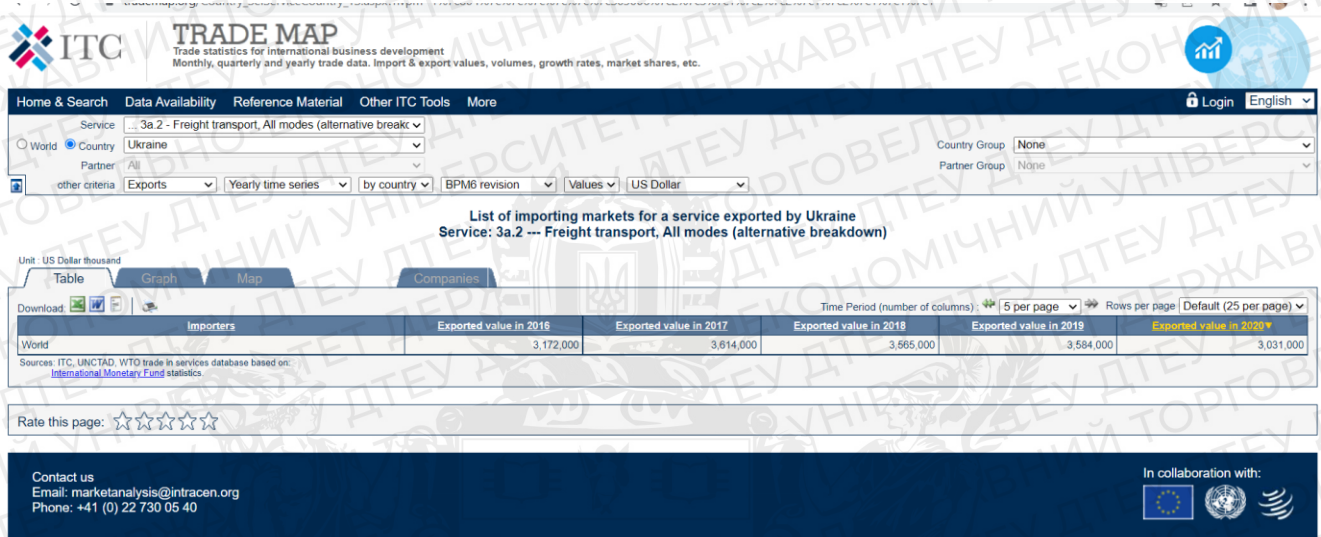 ITC
TRADE MAP
Trade statistics for international business development
Monthly, quarterly and yearly trade data. Import & export values, volumes, growth rates, market shares, etc.
Home & Search Data Availability Reference Material Other ITC Tools More Login English
Service ... 3a.2 - Freight transport, All modes (alternative breakc
World Country Ukraine Country Group None
Partner All Partner Group None
other criteria Exports Yearly time series by country BPM6 revision Values US Dollar
List of importing markets for a service exported by Ukraine
Service: 3a.2 --- Freight transport, All modes (alternative breakdown)
Unit : US Dollar thousand
Table Graph Map Companies
Download: Time Period (number of columns) : 5 per page Rows per page Default (25 per page)
Importers Exported value in 2016 Exported value in 2017 Exported value in 2018 Exported value in 2019 Exported value in 2020
World 3,172,000 3,614,000 3,565,000 3,584,000 3,031,000
Sources: ITC, UNCTAD, WTO trade in services database based on:
International Monetary Fund statistics.
Rate this page:
Contact us
Email: marketanalysis@intracen.org
Phone: +41 (0) 22 730 05 40
In collaboration with: